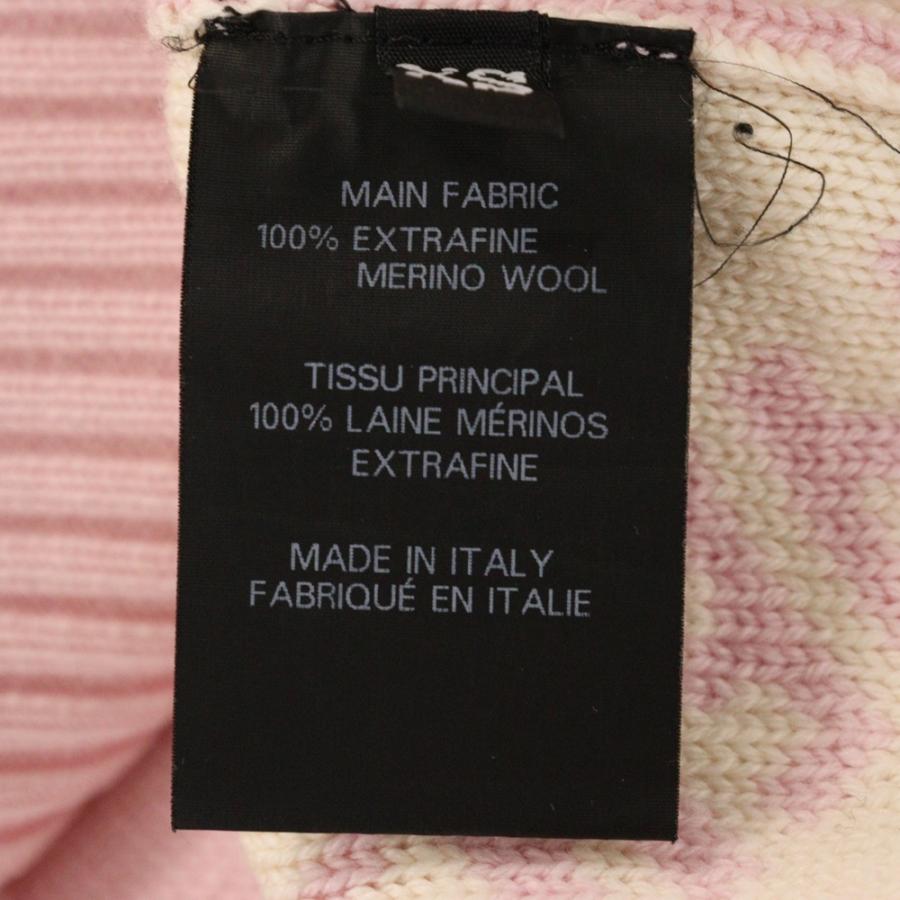 XS
MAIN FABRIC
100% EXTRAFINE
MERINO WOOL
TISSU PRINCIPAL
100% LAINE MÉRINOS
EXTRAFINE
MADE IN ITALY
FABRIQUÉ EN ITALIE